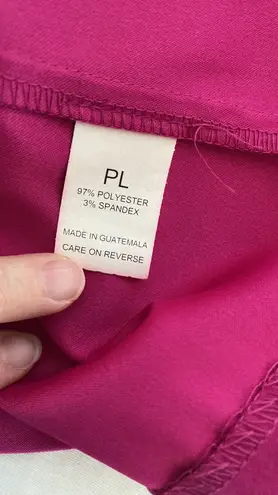 PL
97% POLYESTER
3% SPANDEX
MADE IN GUATEMALA
CARE ON REVERSE